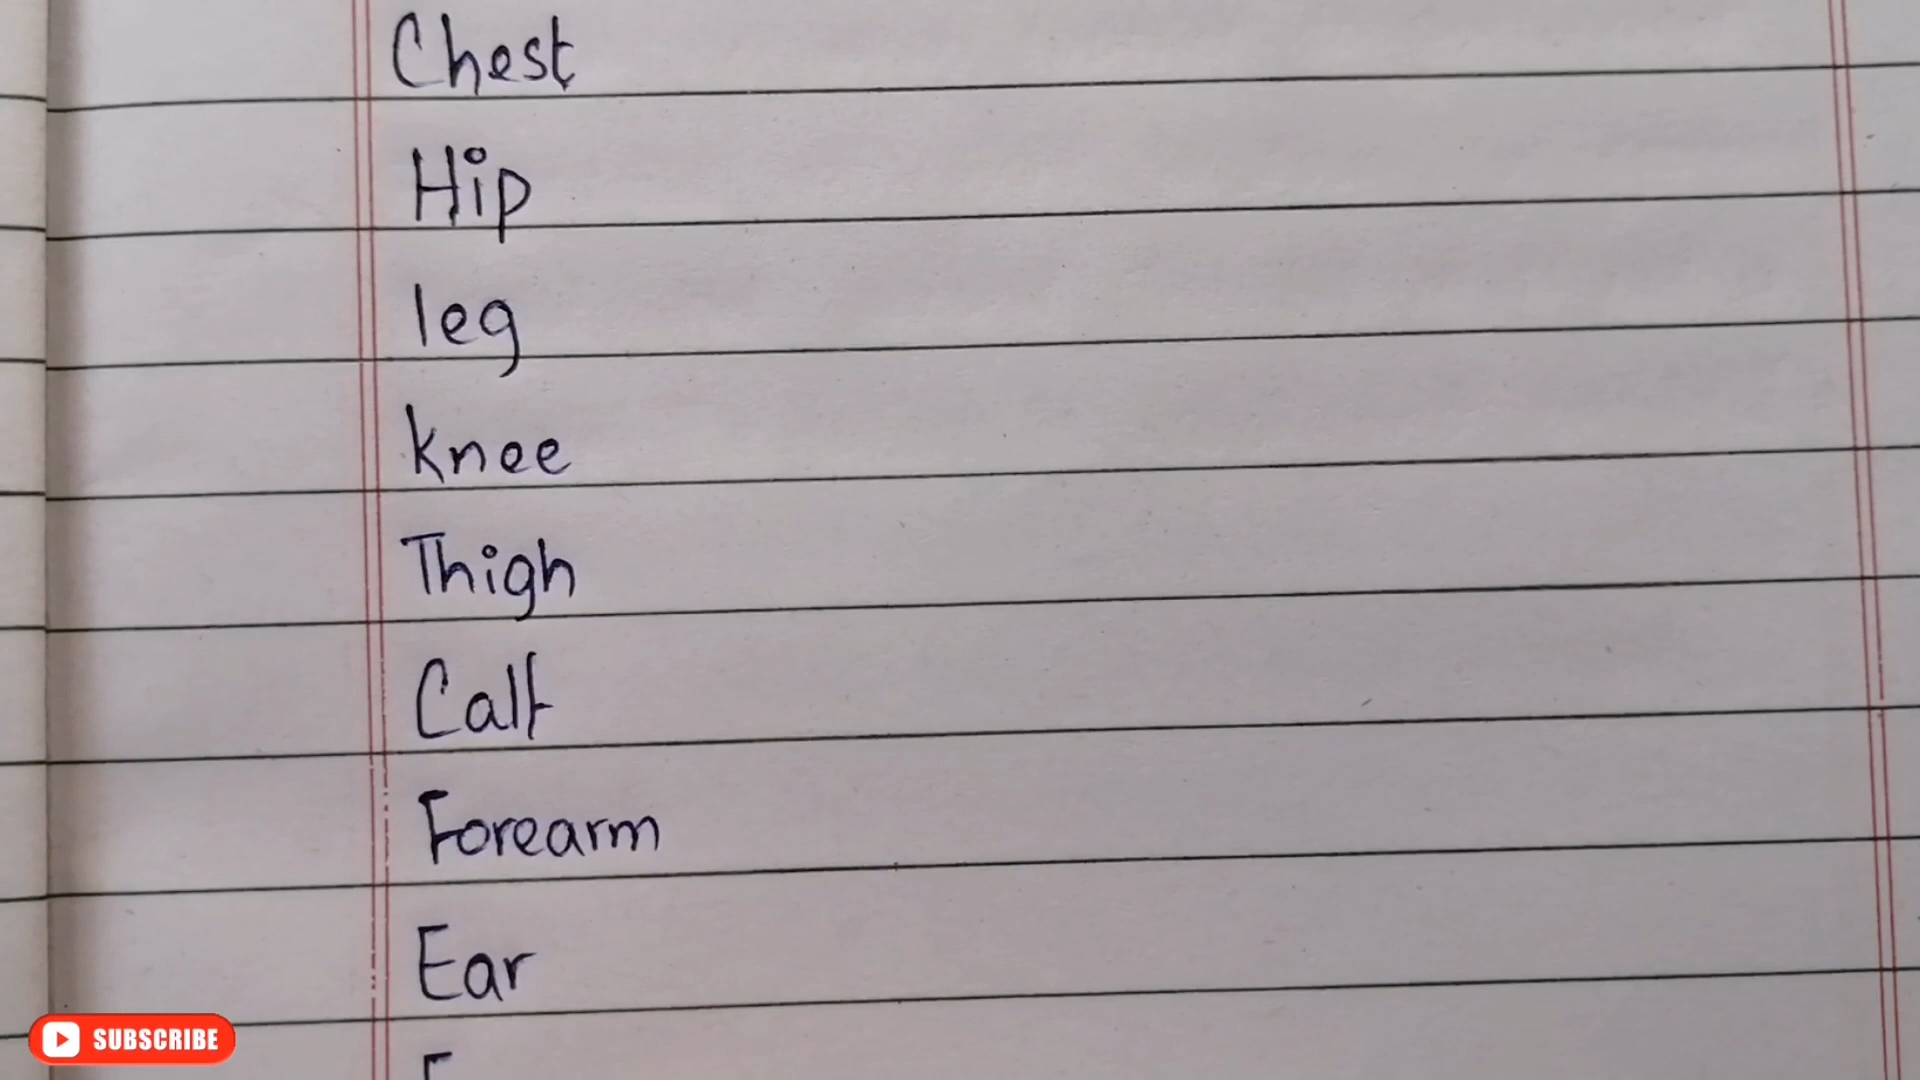 Chest
Hip
leg
knee
Thigh
Calf
Forearm
Ear
SUBSCRIBE